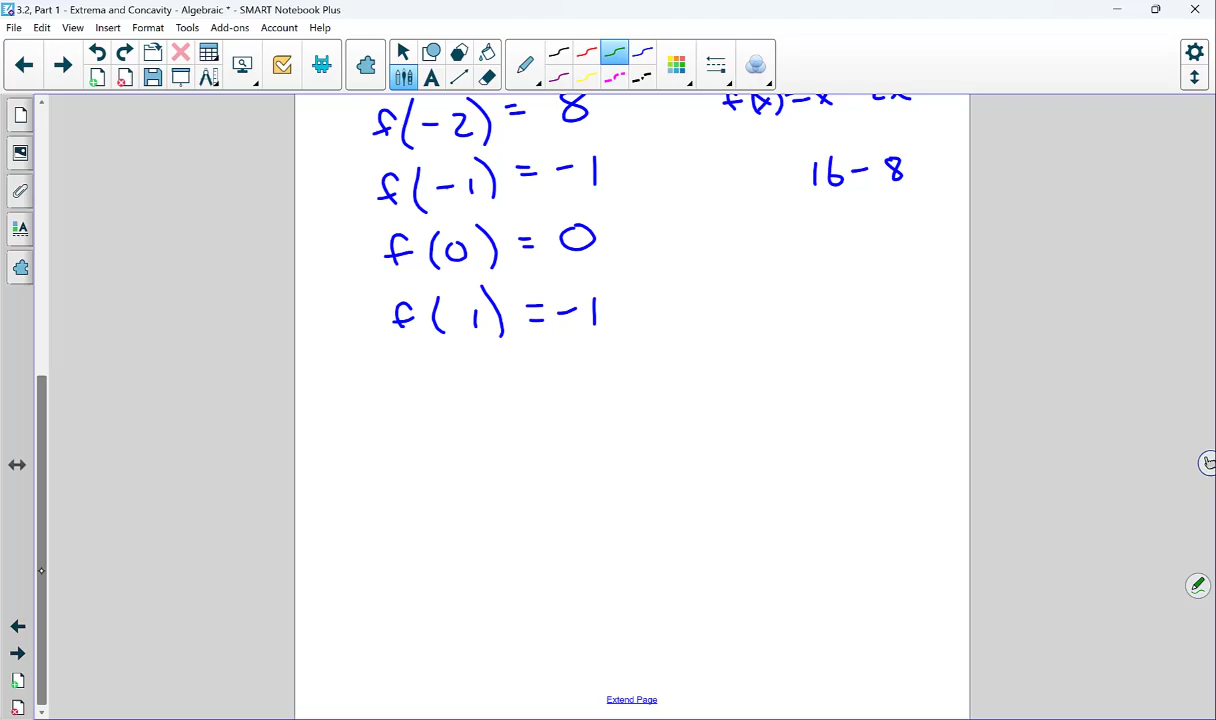 3.2, Part 1 - Extrema and Concavity - Algebraic * - SMART Notebook Plus
File Edit View Insert Format Tools Add-ons Account Help
f(-2) = 8
16 - 8
f(-1) = -1
f(0) = 0
f(1) = -1
Extend Page